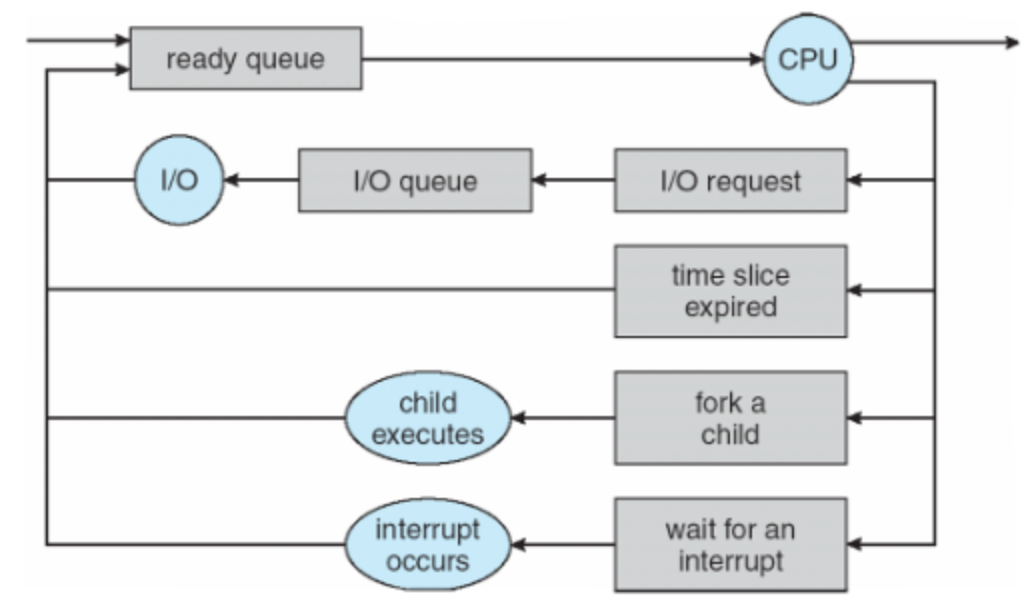 ready queue
CPU
I/O
I/O queue
I/O request
time slice
expired
child
executes
fork a
child
interrupt
occurs
wait for an
interrupt